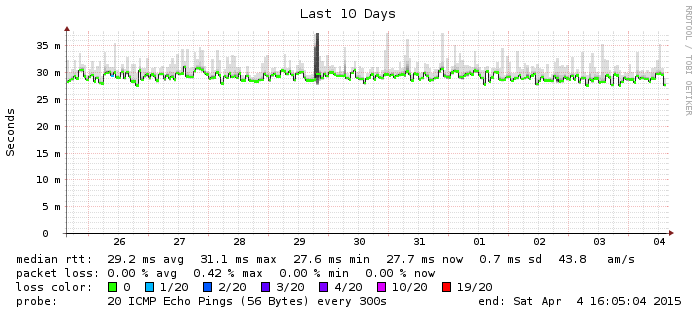 Last 10 Days
RRDTOOL / TOBI OETIKER
Seconds
35 m
30 m
25 m
20 m
15 m
10 m
5 m
0
26 27 28 29 30 31 01 02 03 04
median rtt: 29.2 ms avg 31.1 ms max 27.6 ms min 27.7 ms now 0.7 ms sd 43.8 am/s
packet loss: 0.00 % avg 0.42 % max 0.00 % min 0.00 % now
loss color: 0 1/20 2/20 3/20 4/20 10/20 19/20
probe: 20 ICMP Echo Pings (56 Bytes) every 300s end: Sat Apr 4 16:05:04 2015